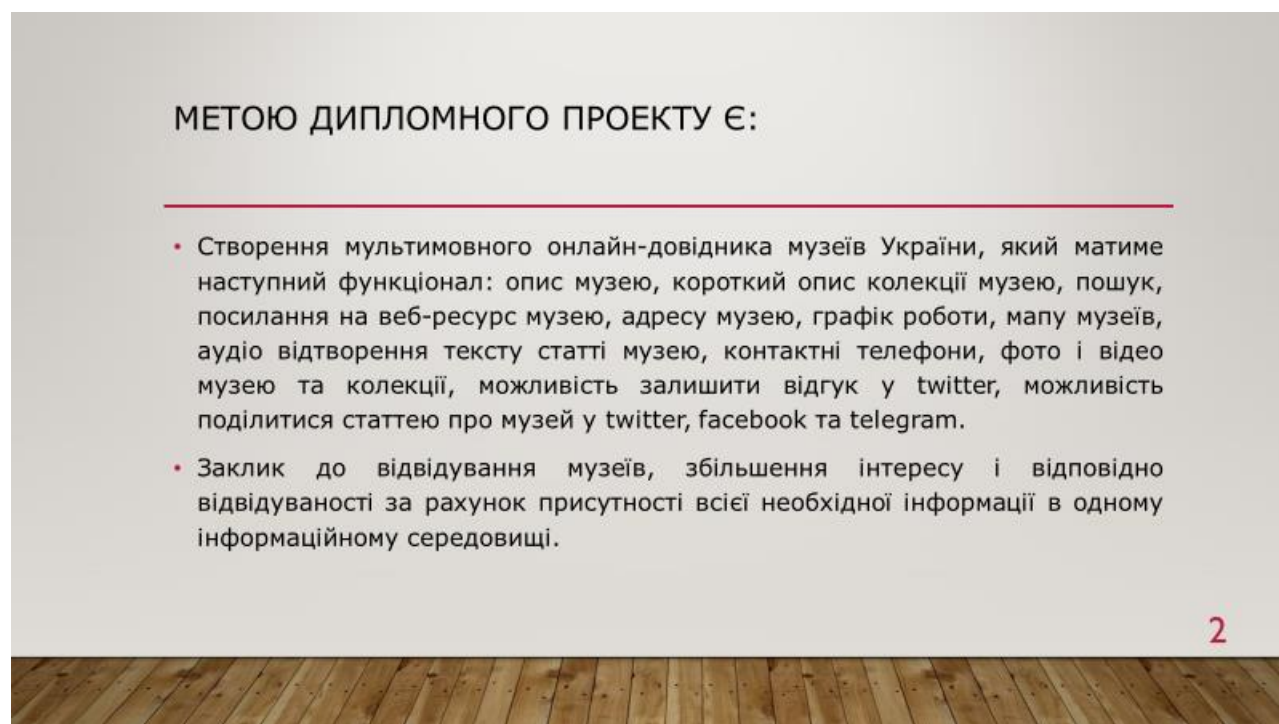 МЕТОЮ ДИПЛОМНОГО ПРОЕКТУ Є:
• Створення мультимовного онлайн-довідника музеїв України, який матиме
наступний функціонал: опис музею, короткий опис колекції музею, пошук,
посилання на веб-ресурс музею, адресу музею, графік роботи, мапу музеїв,
аудіо відтворення тексту статті музею, контактні телефони, фото і відео
музею та колекції, можливість залишити відгук у twitter, можливість
поділитися статтею про музей у twitter, facebook та telegram.
• Заклик до відвідування музеїв, збільшення інтересу і відповідно
відвідуваності за рахунок присутності всієї необхідної інформації в одному
інформаційному середовищі.
2